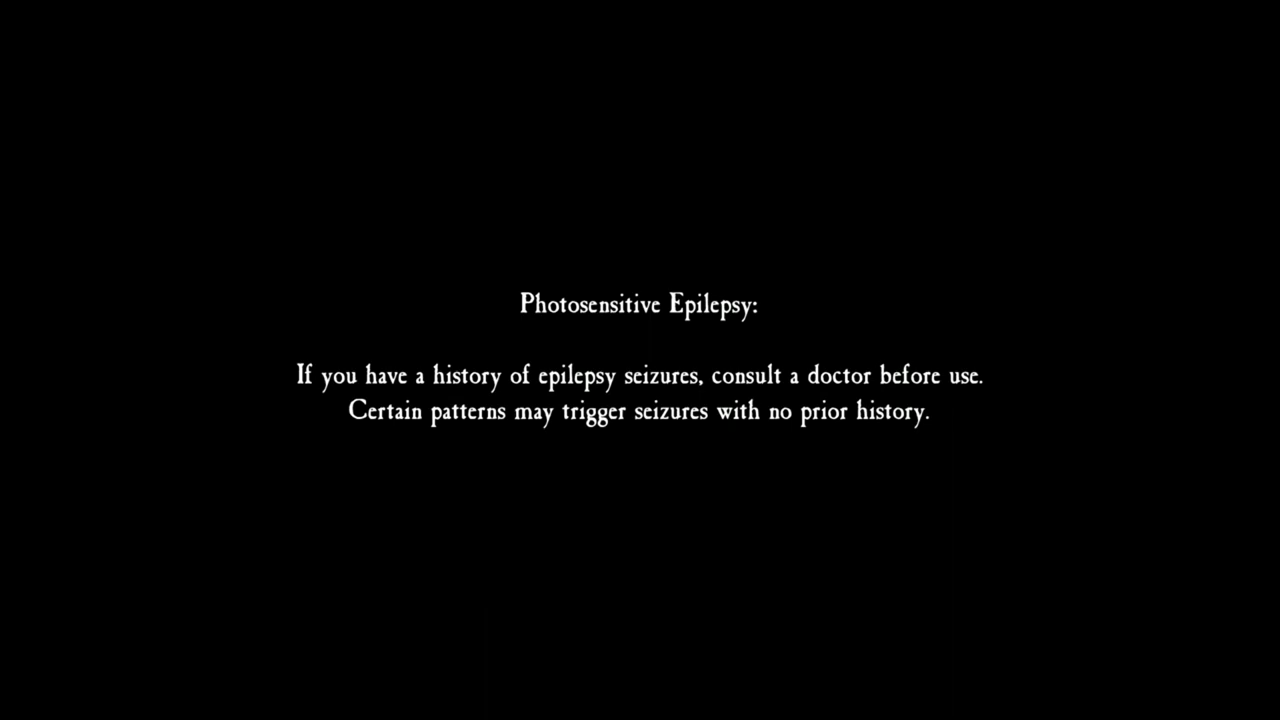 Photosensitive Epilepsy:
If you have a history of epilepsy seizures, consult a doctor before use.
Certain patterns may trigger seizures with no prior history.